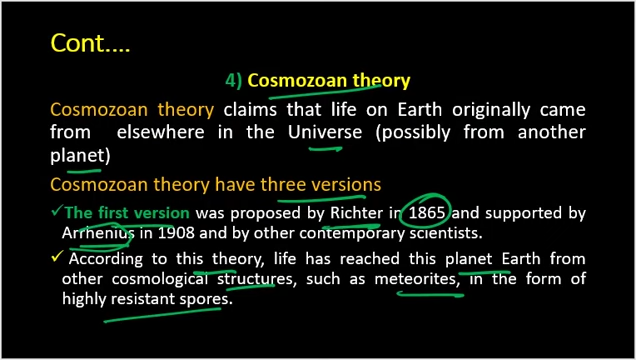 Cont....
4) Cosmozoan theory
Cosmozoan theory claims that life on Earth originally came
from elsewhere in the Universe (possibly from another
planet)
Cosmozoan theory have three versions
✓The first version was proposed by Richter in 1865 and supported by
Arrhenius in 1908 and by other contemporary scientists.
✓ According to this theory, life has reached this planet Earth from
other cosmological structures, such as meteorites, in the form of
highly resistant spores.